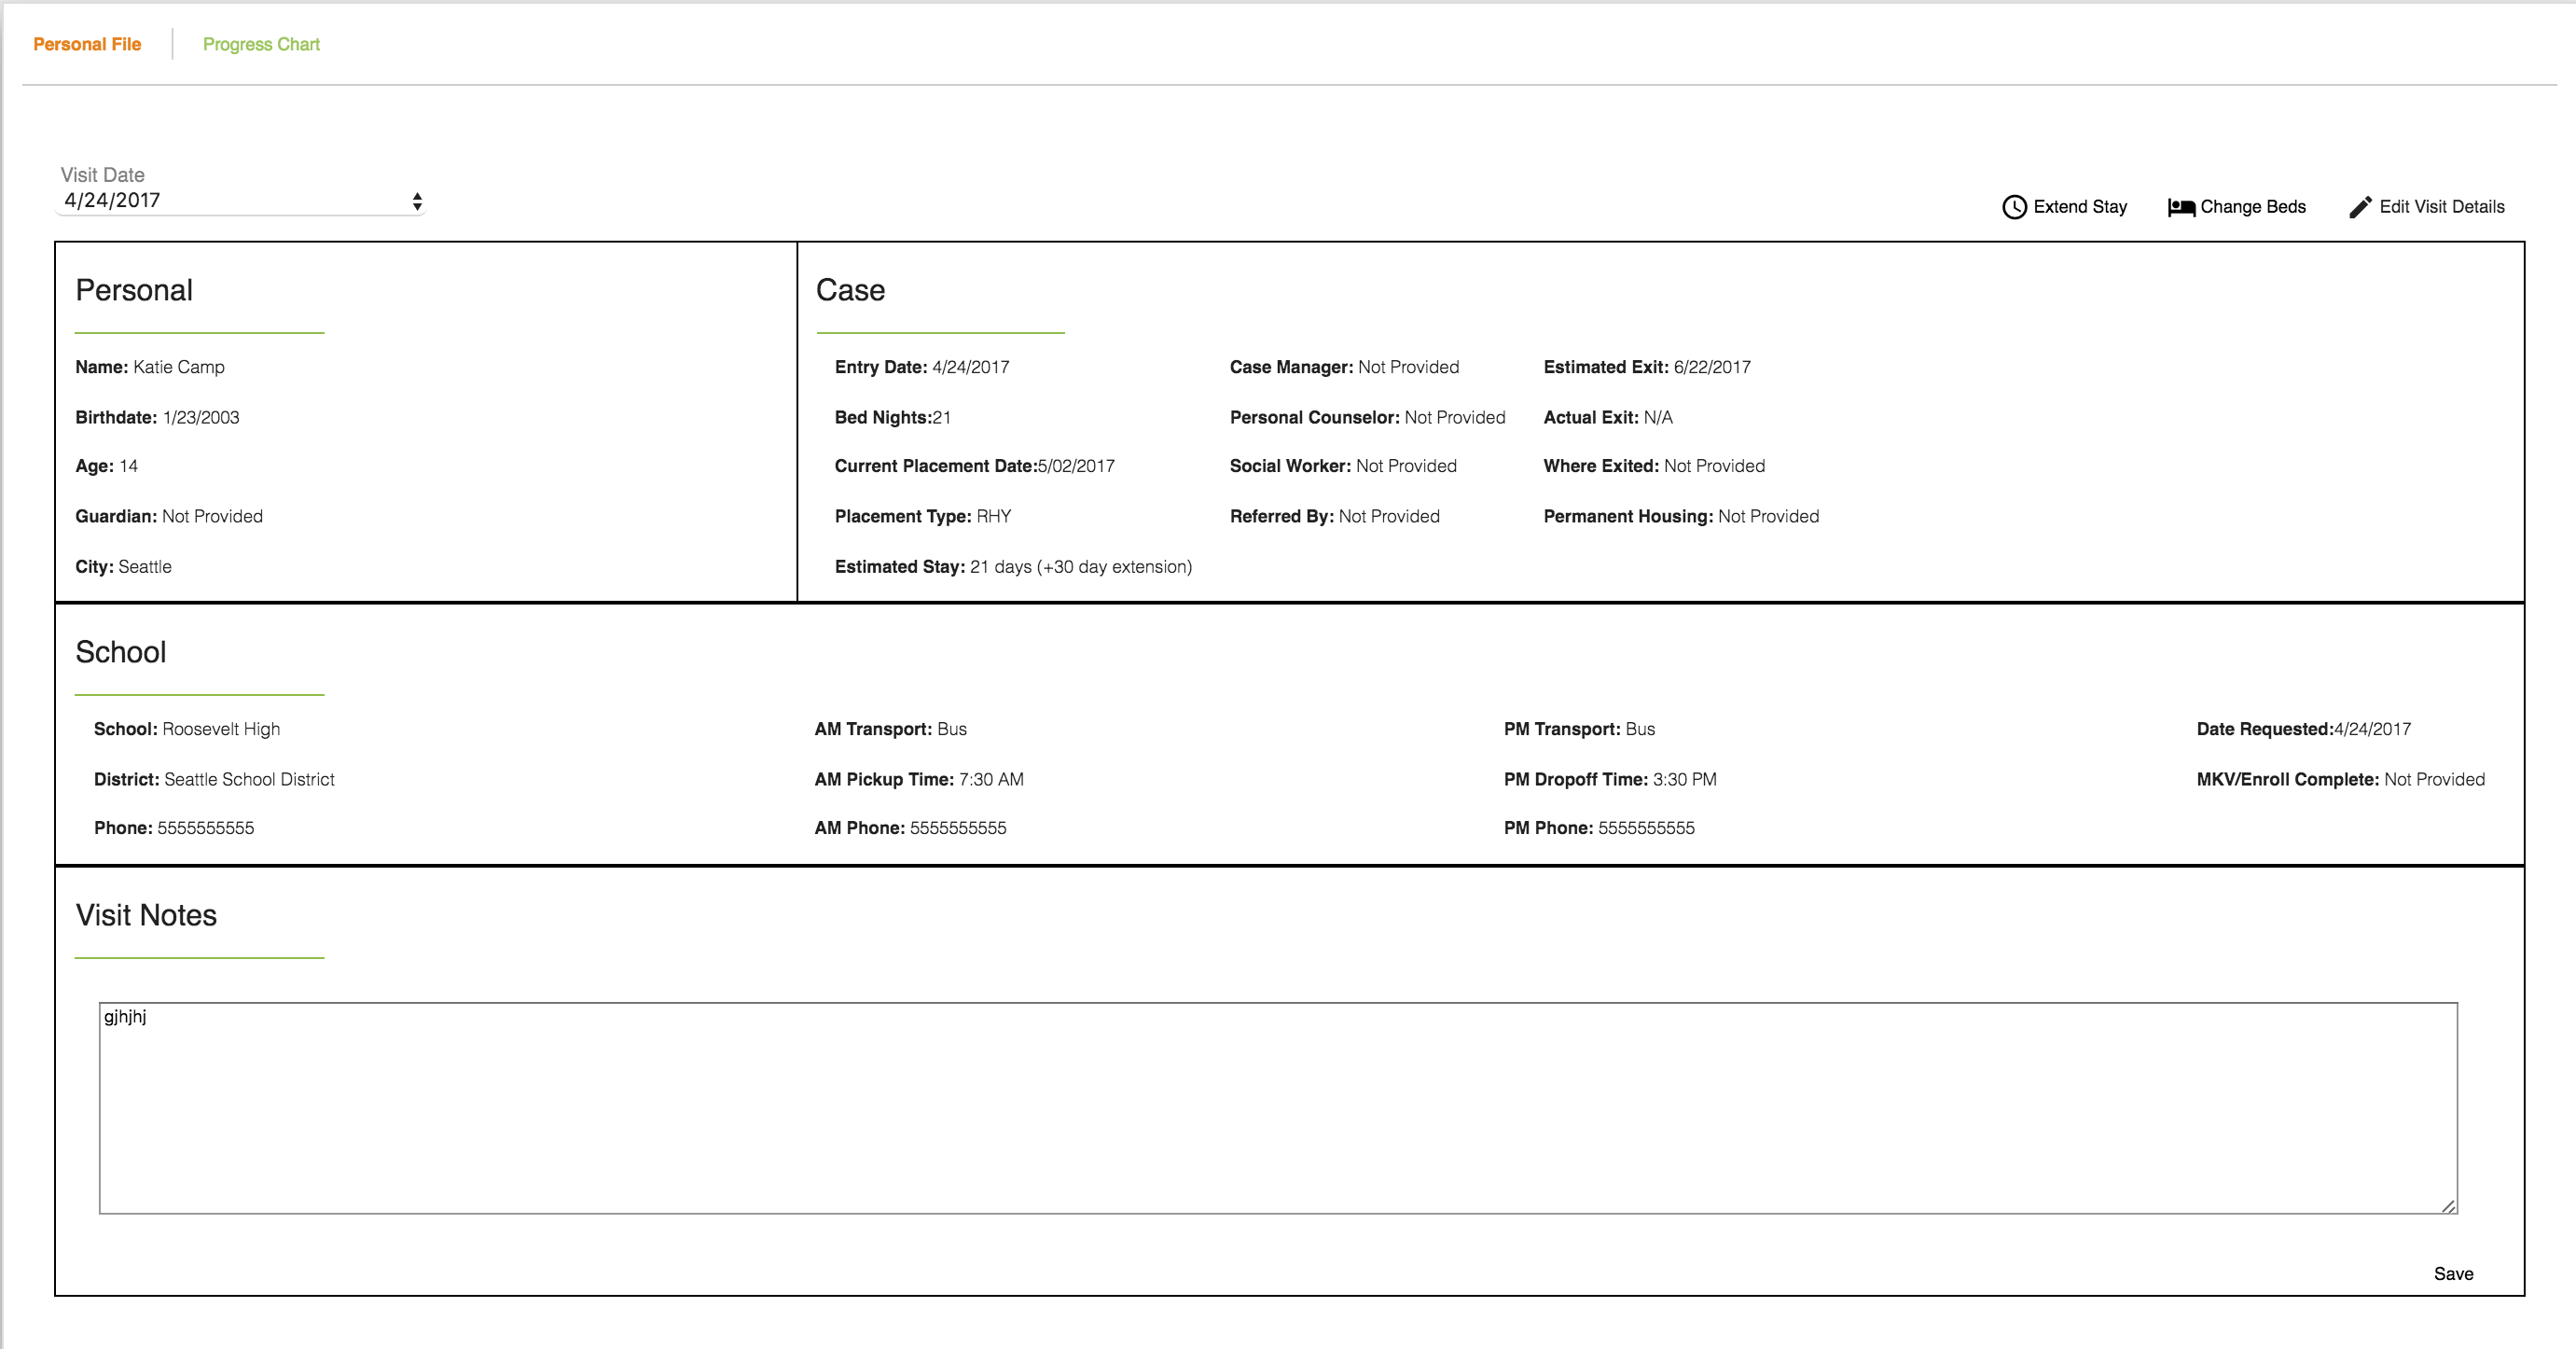 Personal File
Progress Chart
Visit Date
4/24/2017
Extend Stay
Change Beds
Edit Visit Details
Personal
Name: Katie Camp
Birthdate: 1/23/2003
Age: 14
Guardian: Not Provided
City: Seattle
Case
Entry Date: 4/24/2017
Bed Nights:21
Current Placement Date:5/02/2017
Placement Type: RHY
Estimated Stay: 21 days (+30 day extension)
Case Manager: Not Provided
Personal Counselor: Not Provided
Social Worker: Not Provided
Referred By: Not Provided
Estimated Exit: 6/22/2017
Actual Exit: N/A
Where Exited: Not Provided
Permanent Housing: Not Provided
School
School: Roosevelt High
District: Seattle School District
Phone: 5555555555
AM Transport: Bus
AM Pickup Time: 7:30 AM
AM Phone: 5555555555
PM Transport: Bus
PM Dropoff Time: 3:30 PM
PM Phone: 5555555555
Date Requested:4/24/2017
MKV/Enroll Complete: Not Provided
Visit Notes
gjhjhj
Save